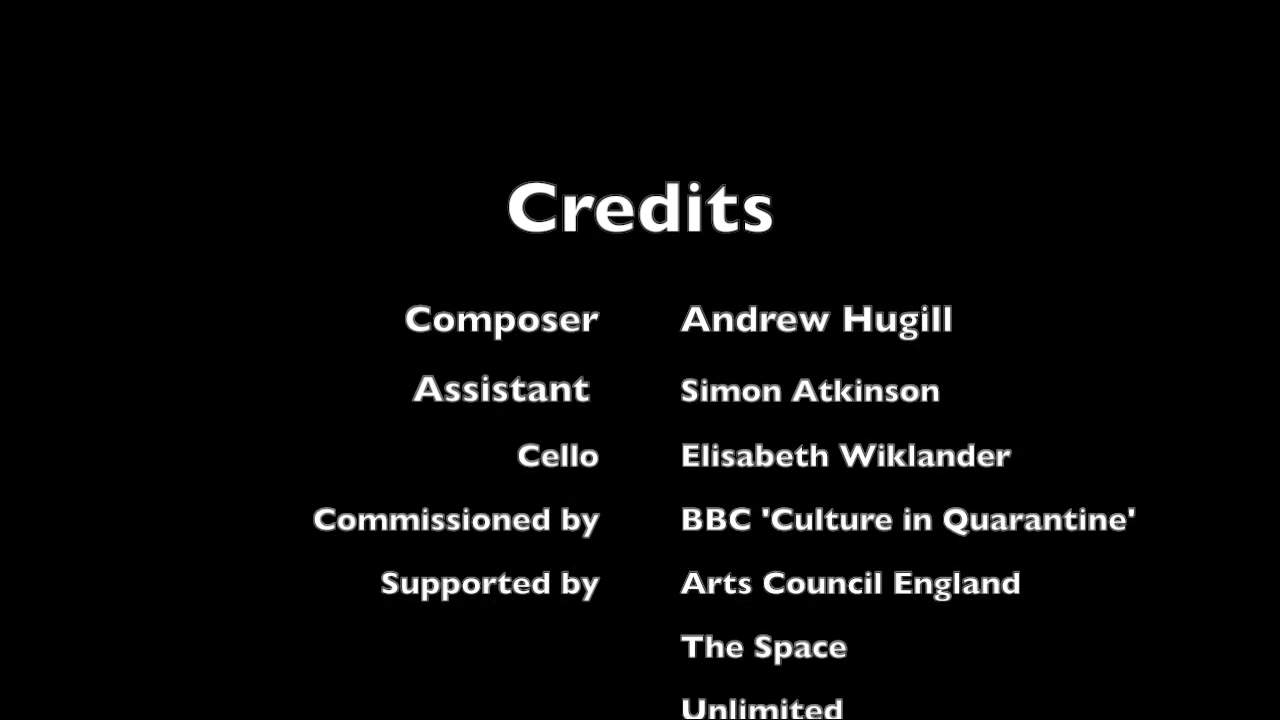 Credits
Composer Andrew Hugill
Assistant Simon Atkinson
Cello Elisabeth Wiklander
Commissioned by BBC 'Culture in Quarantine'
Supported by Arts Council England
The Space
Unlimited